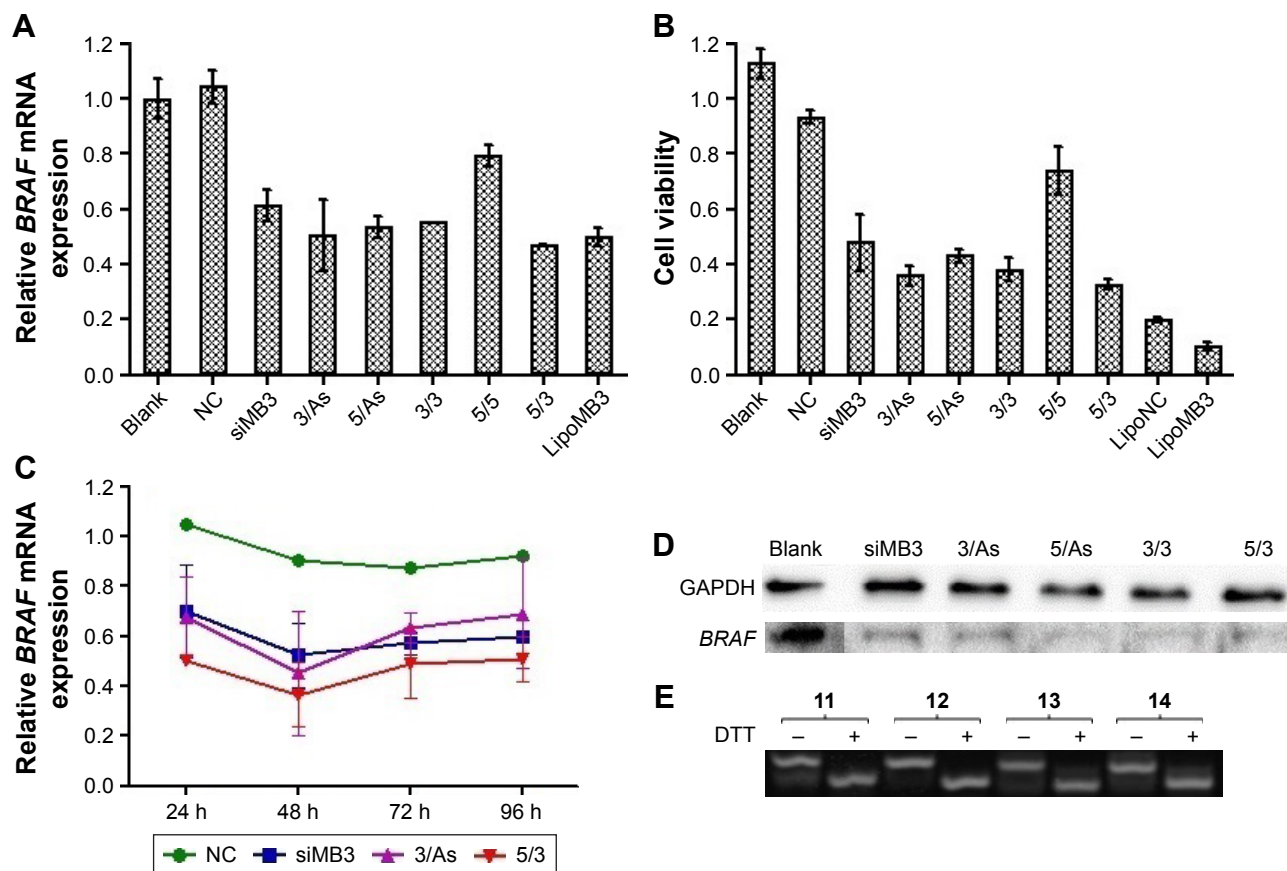 A
Relative BRAF mRNA
expression
1.2
1.0
0.8
0.6
0.4
0.2
0.0
Blank
NC
siMB3
3/As
5/As
3/3
5/5
5/3
LipoMB3
B
Cell viability
1.2
1.0
0.8
0.6
0.4
0.2
0.0
Blank
NC
siMB3
3/As
5/As
3/3
5/5
5/3
LipoNC
LipoMB3
C
Relative BRAF mRNA
expression
1.2
1.0
0.8
0.6
0.4
0.2
0.0
24 h 48 h 72 h 96 h
NC siMB3 3/As 5/3
D
Blank siMB3 3/As 5/As 3/3 5/3
GAPDH
BRAF
E
11 12 13 14
DTT – + – + – + – +